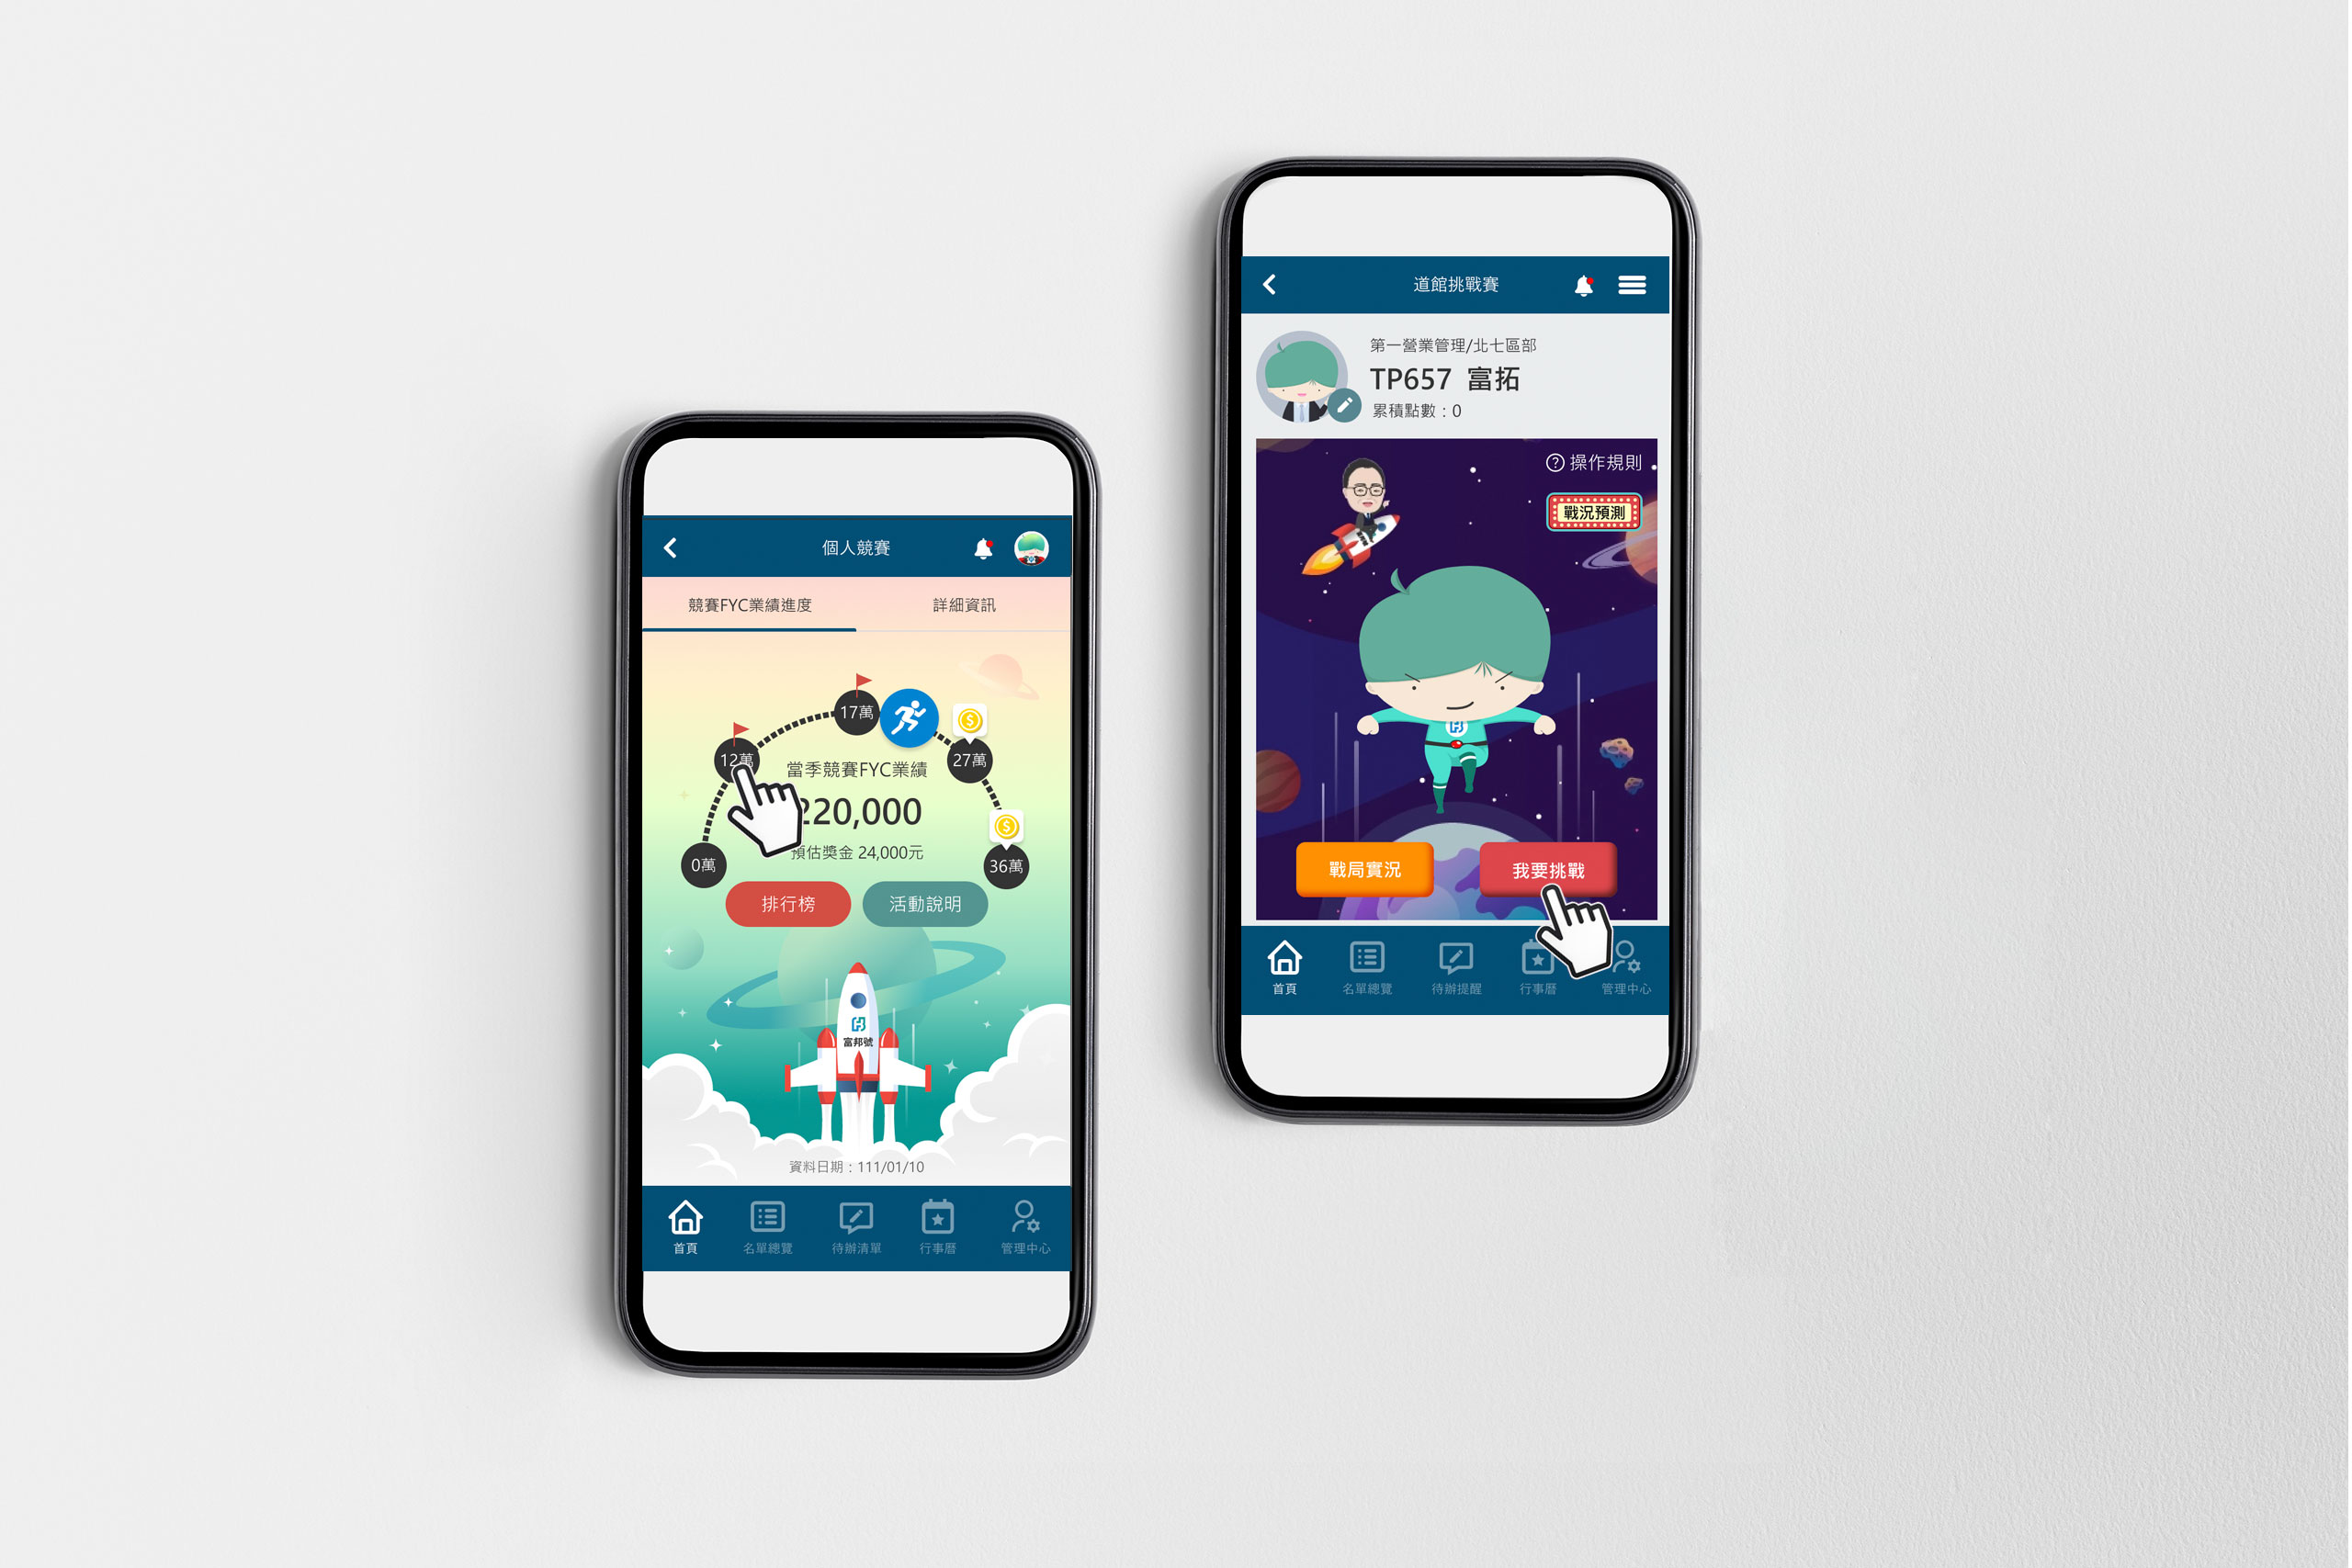 個人競賽
競賽FYC業績進度
詳細資訊
17萬
12萬
27萬
當季競賽FYC業績
220,000
預估獎金 24,000元
0萬
36萬
排行榜
活動說明
富邦號
資料日期：111/01/10
首頁
名單總覽
待辦清單
行事曆
管理中心
道館挑戰賽
第一營業管理/北七區部
TP657 富拓
累積點數：0
? 操作規則
戰況預測
戰局實況
我要挑戰
首頁
名單總覽
待辦提醒
行事曆
管理中心